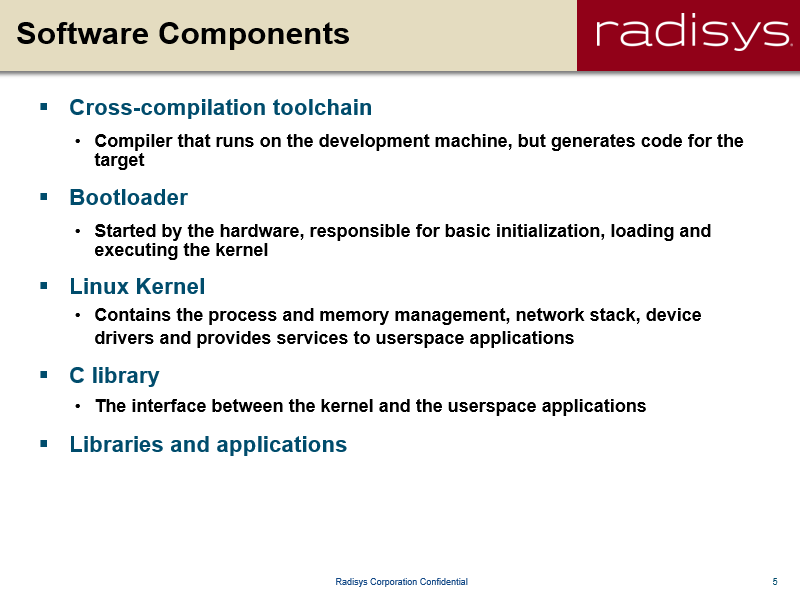 Software Components
radisys.
▪ Cross-compilation toolchain
• Compiler that runs on the development machine, but generates code for the
target
▪ Bootloader
• Started by the hardware, responsible for basic initialization, loading and
executing the kernel
▪ Linux Kernel
• Contains the process and memory management, network stack, device
drivers and provides services to userspace applications
▪ C library
• The interface between the kernel and the userspace applications
▪ Libraries and applications
Radisys Corporation Confidential
5